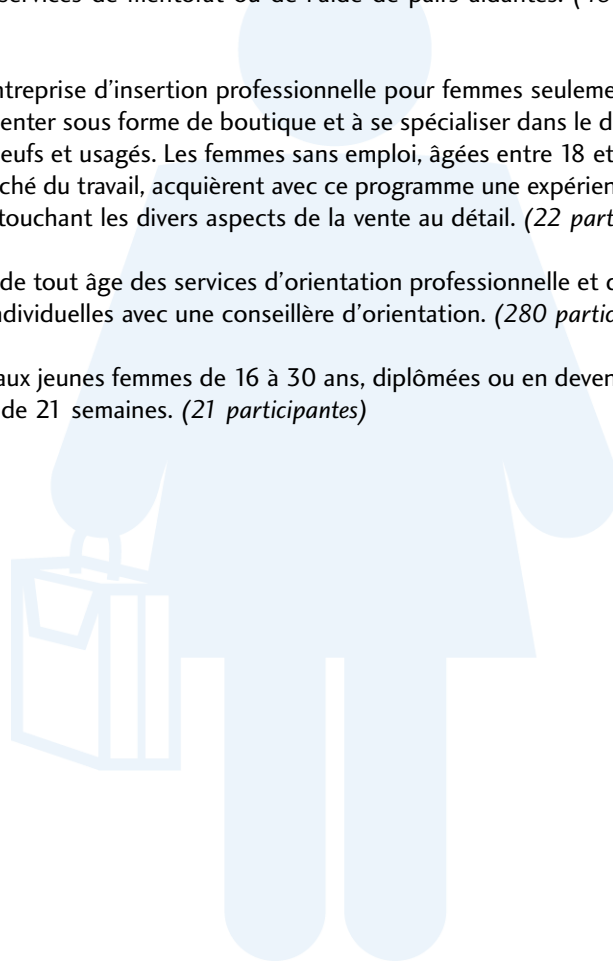 services de mentorat ou de l'aide de pairs aidantes.
ntreprise d'insertion professionnelle pour femmes seuleme
enter sous forme de boutique et à se spécialiser dans le d
eufs et usagés. Les femmes sans emploi, âgées entre 18 et
ché du travail, acquièrent avec ce programme une expérien
touchant les divers aspects de la vente au détail. (22 part
de tout âge des services d'orientation professionnelle et d
ndividuelles avec une conseillère d'orientation. (280 partic
aux jeunes femmes de 16 à 30 ans, diplômées ou en deven
de 21 semaines. (21 participantes)